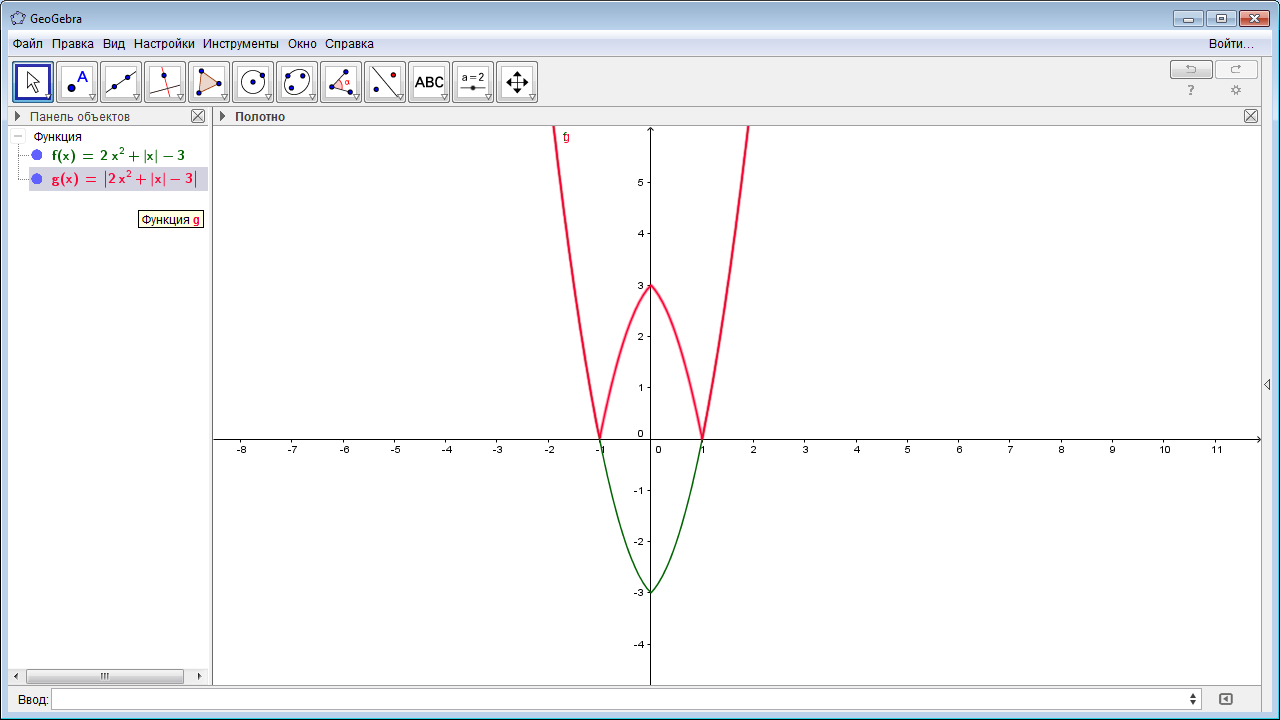 GeoGebra
Файл Правка Вид Настройки Инструменты Окно Справка Войти...
A ABC a=2 α
?
Панель объектов Полотно
Функция
f(x) = 2 x² + |x| − 3
g(x) = |2 x² + |x| − 3|
Функция g
f g
5
4
3
2
1
0
-8 -7 -6 -5 -4 -3 -2 -1 0 1 2 3 4 5 6 7 8 9 10 11
-1
-2
-3
-4
Ввод: